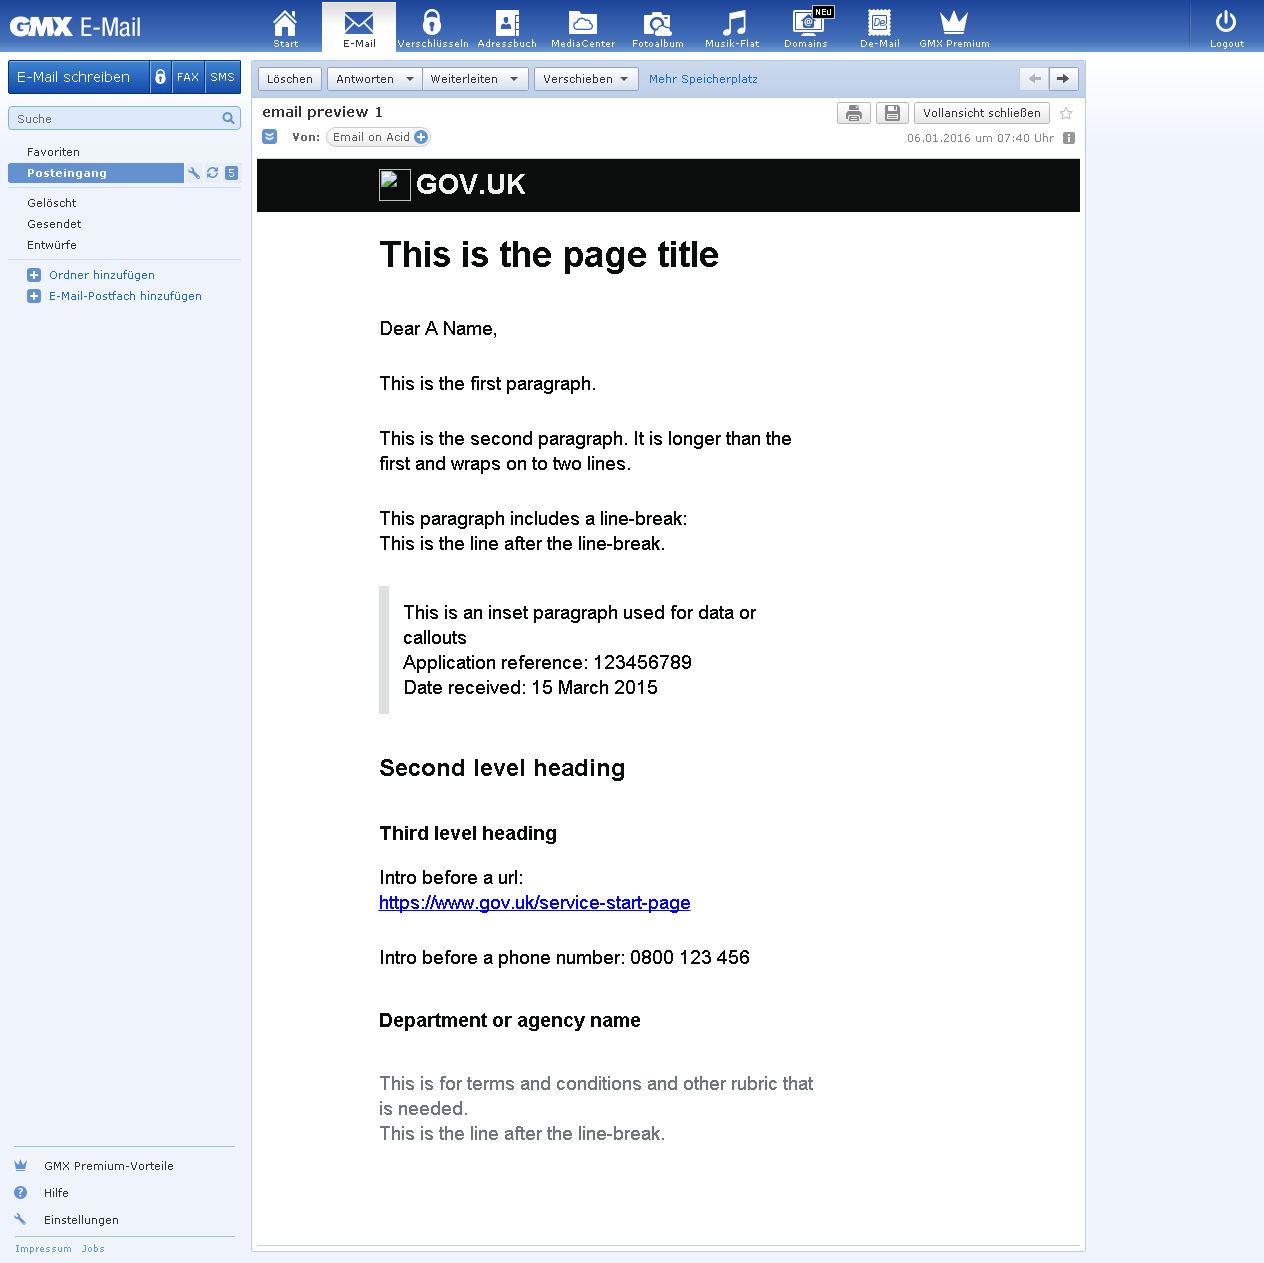 GMX E-Mail
Start
E-Mail
Verschlüsseln
Adressbuch
MediaCenter
Fotoalbum
Musik-Flat
NEU
Domains
De-Mail
GMX Premium
Logout
E-Mail schreiben
FAX
SMS
Löschen
Antworten
Weiterleiten
Verschieben
Mehr Speicherplatz
Suche
email preview 1
Vollansicht schließen
Von: Email on Acid
06.01.2016 um 07:40 Uhr
Favoriten
Posteingang
5
Gelöscht
Gesendet
Entwürfe
Ordner hinzufügen
E-Mail-Postfach hinzufügen
GOV.UK
This is the page title
Dear A Name,
This is the first paragraph.
This is the second paragraph. It is longer than the
first and wraps on to two lines.
This paragraph includes a line-break:
This is the line after the line-break.
This is an inset paragraph used for data or
callouts
Application reference: 123456789
Date received: 15 March 2015
Second level heading
Third level heading
Intro before a url:
https://www.gov.uk/service-start-page
Intro before a phone number: 0800 123 456
Department or agency name
This is for terms and conditions and other rubric that
is needed.
This is the line after the line-break.
GMX Premium-Vorteile
Hilfe
Einstellungen
Impressum Jobs